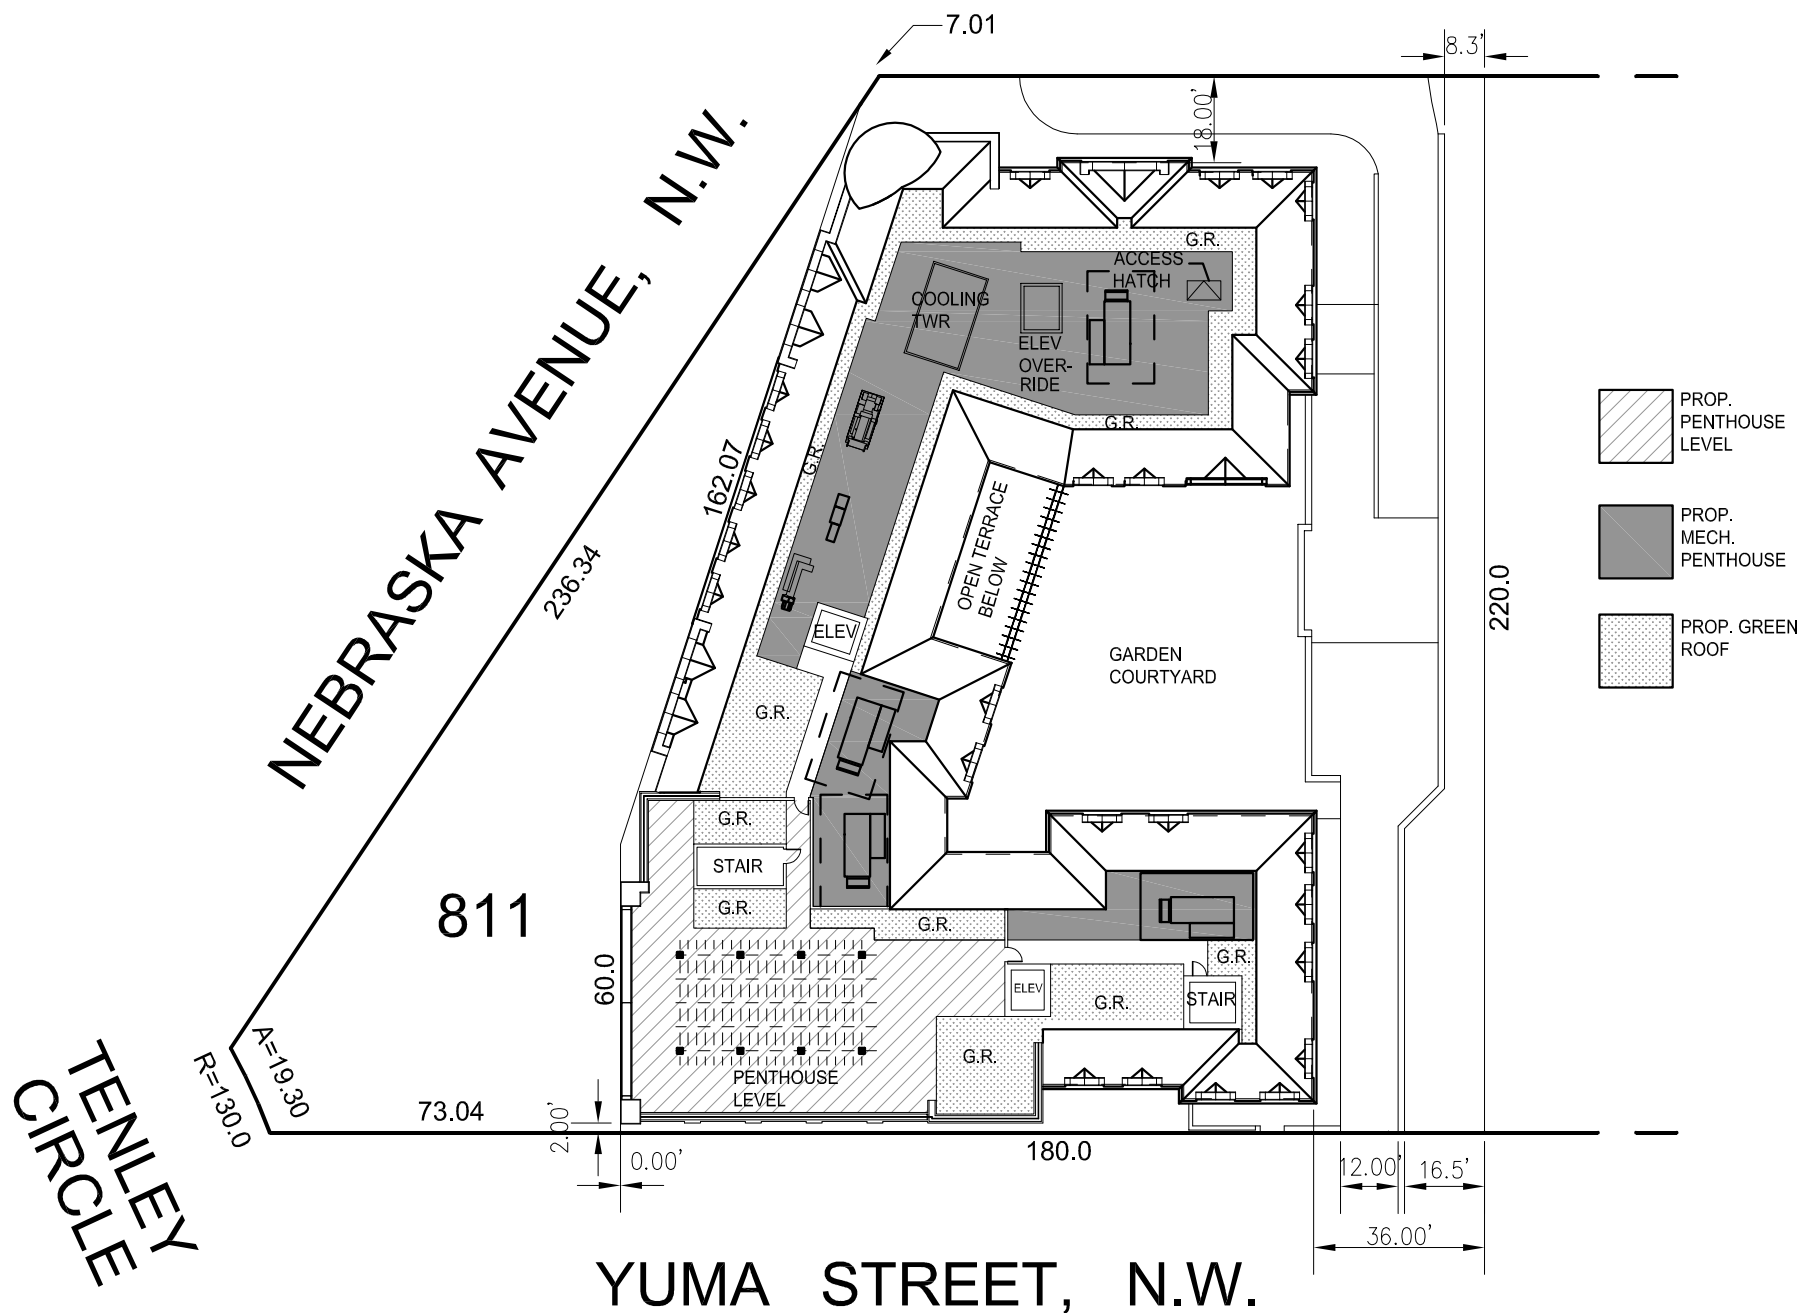 7.01
8.3'
18.00'
NEBRASKA AVENUE, N.W.
G.R.
ACCESS
HATCH
COOLING
TWR
ELEV
OVER-
RIDE
G.R.
G.R.
162.07
236.34
OPEN TERRACE
BELOW
ELEV
GARDEN
COURTYARD
220.0
PROP.
PENTHOUSE
LEVEL
PROP.
MECH.
PENTHOUSE
PROP. GREEN
ROOF
G.R.
G.R.
STAIR
G.R.
G.R.
811
60.0
G.R.
ELEV
G.R.
STAIR
G.R.
PENTHOUSE
LEVEL
A=19.30
R=130.0
73.04
2.00'
0.00'
180.0
12.00'
16.5'
36.00'
TENLEY
CIRCLE
YUMA STREET, N.W.